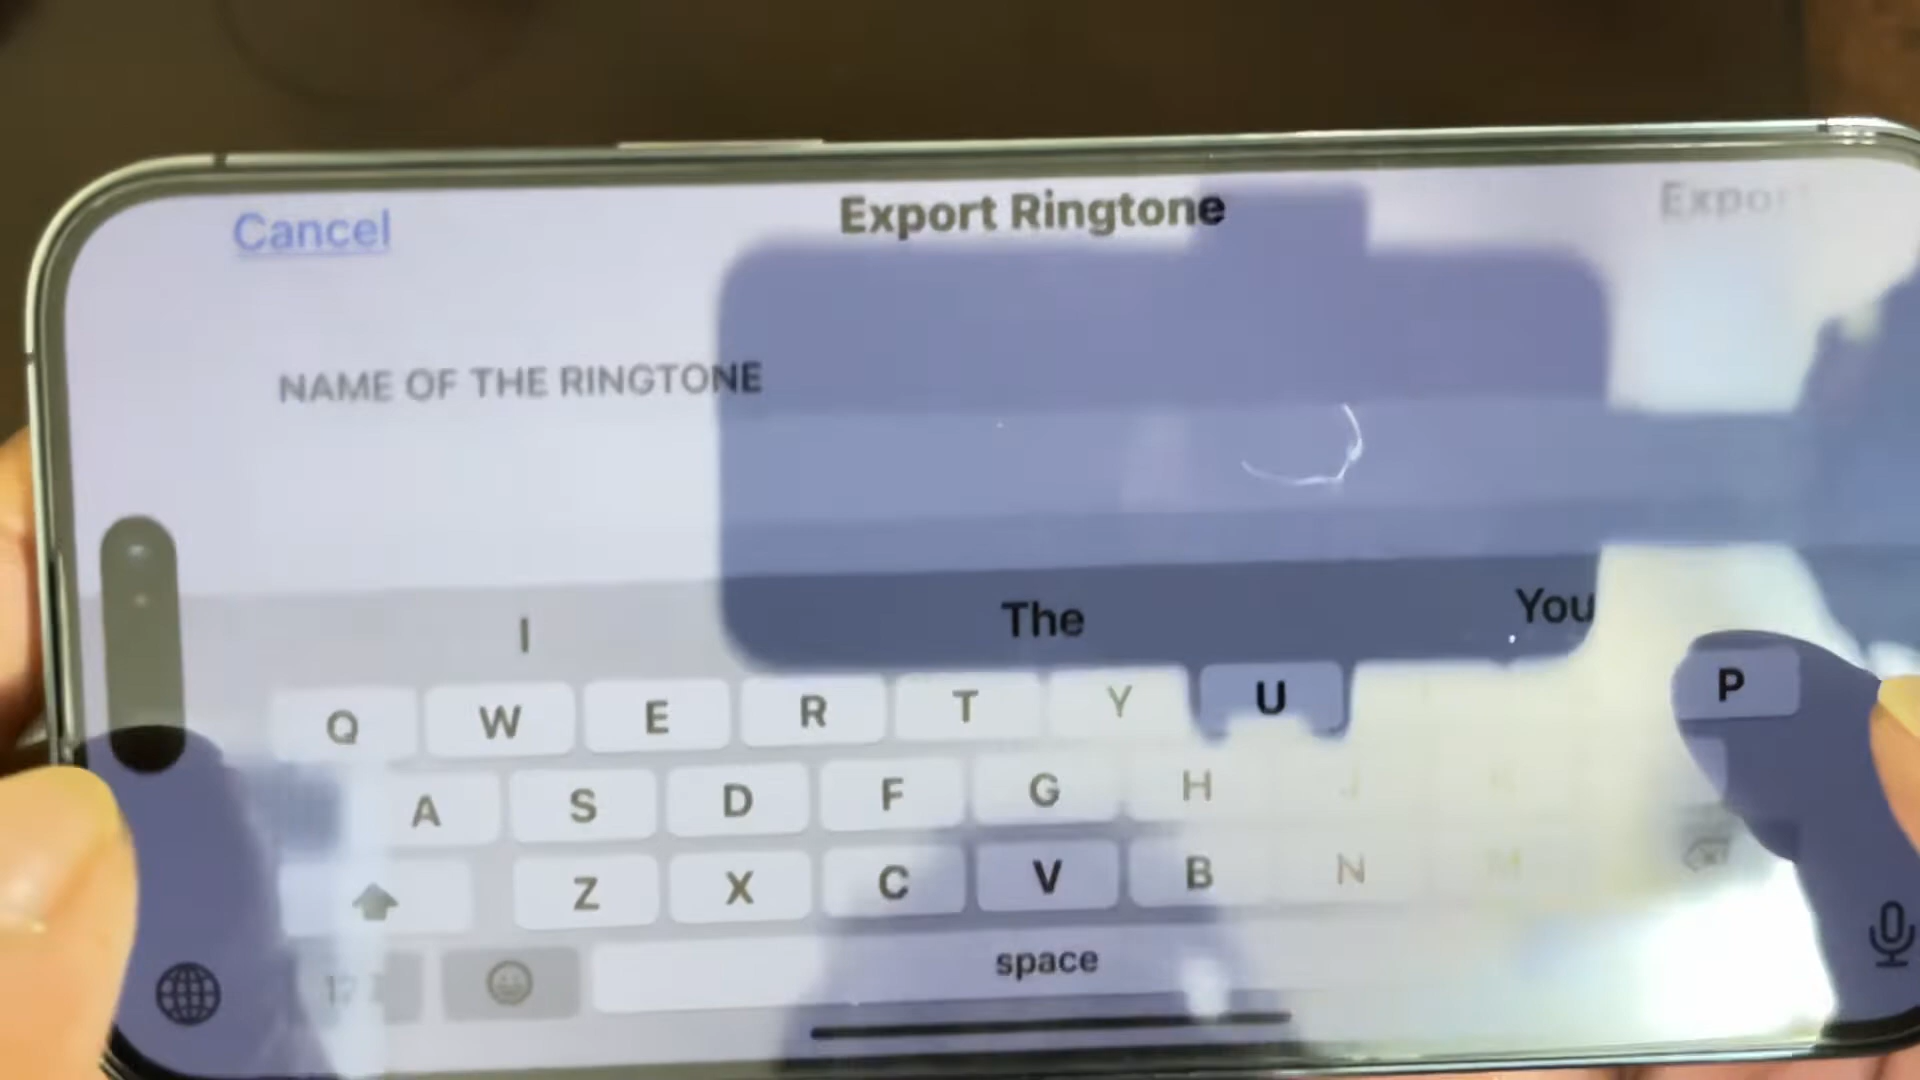 Cancel Export Ringtone Export
NAME OF THE RINGTONE
I The You
Q W E R T Y U P
A S D F G H J
Z X C V B N M
space